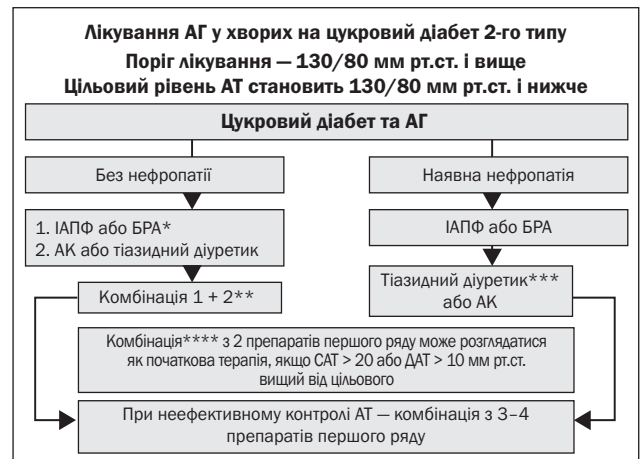 Лікування АГ у хворих на цукровий діабет 2-го типу
Поріг лікування — 130/80 мм рт.ст. і вище
Цільовий рівень АТ становить 130/80 мм рт.ст. і нижче
Цукровий діабет та АГ
Без нефропатії
Наявна нефропатія
1. ІАПФ або БРА*
2. АК або тіазидний діуретик
ІАПФ або БРА
Комбінація 1 + 2**
Тіазидний діуретик***
або АК
Комбінація**** з 2 препаратів першого ряду може розглядатися
як початкова терапія, якщо САТ > 20 або ДАТ > 10 мм рт.ст.
вищий від цільового
При неефективному контролі АТ — комбінація з 3–4
препаратів першого ряду